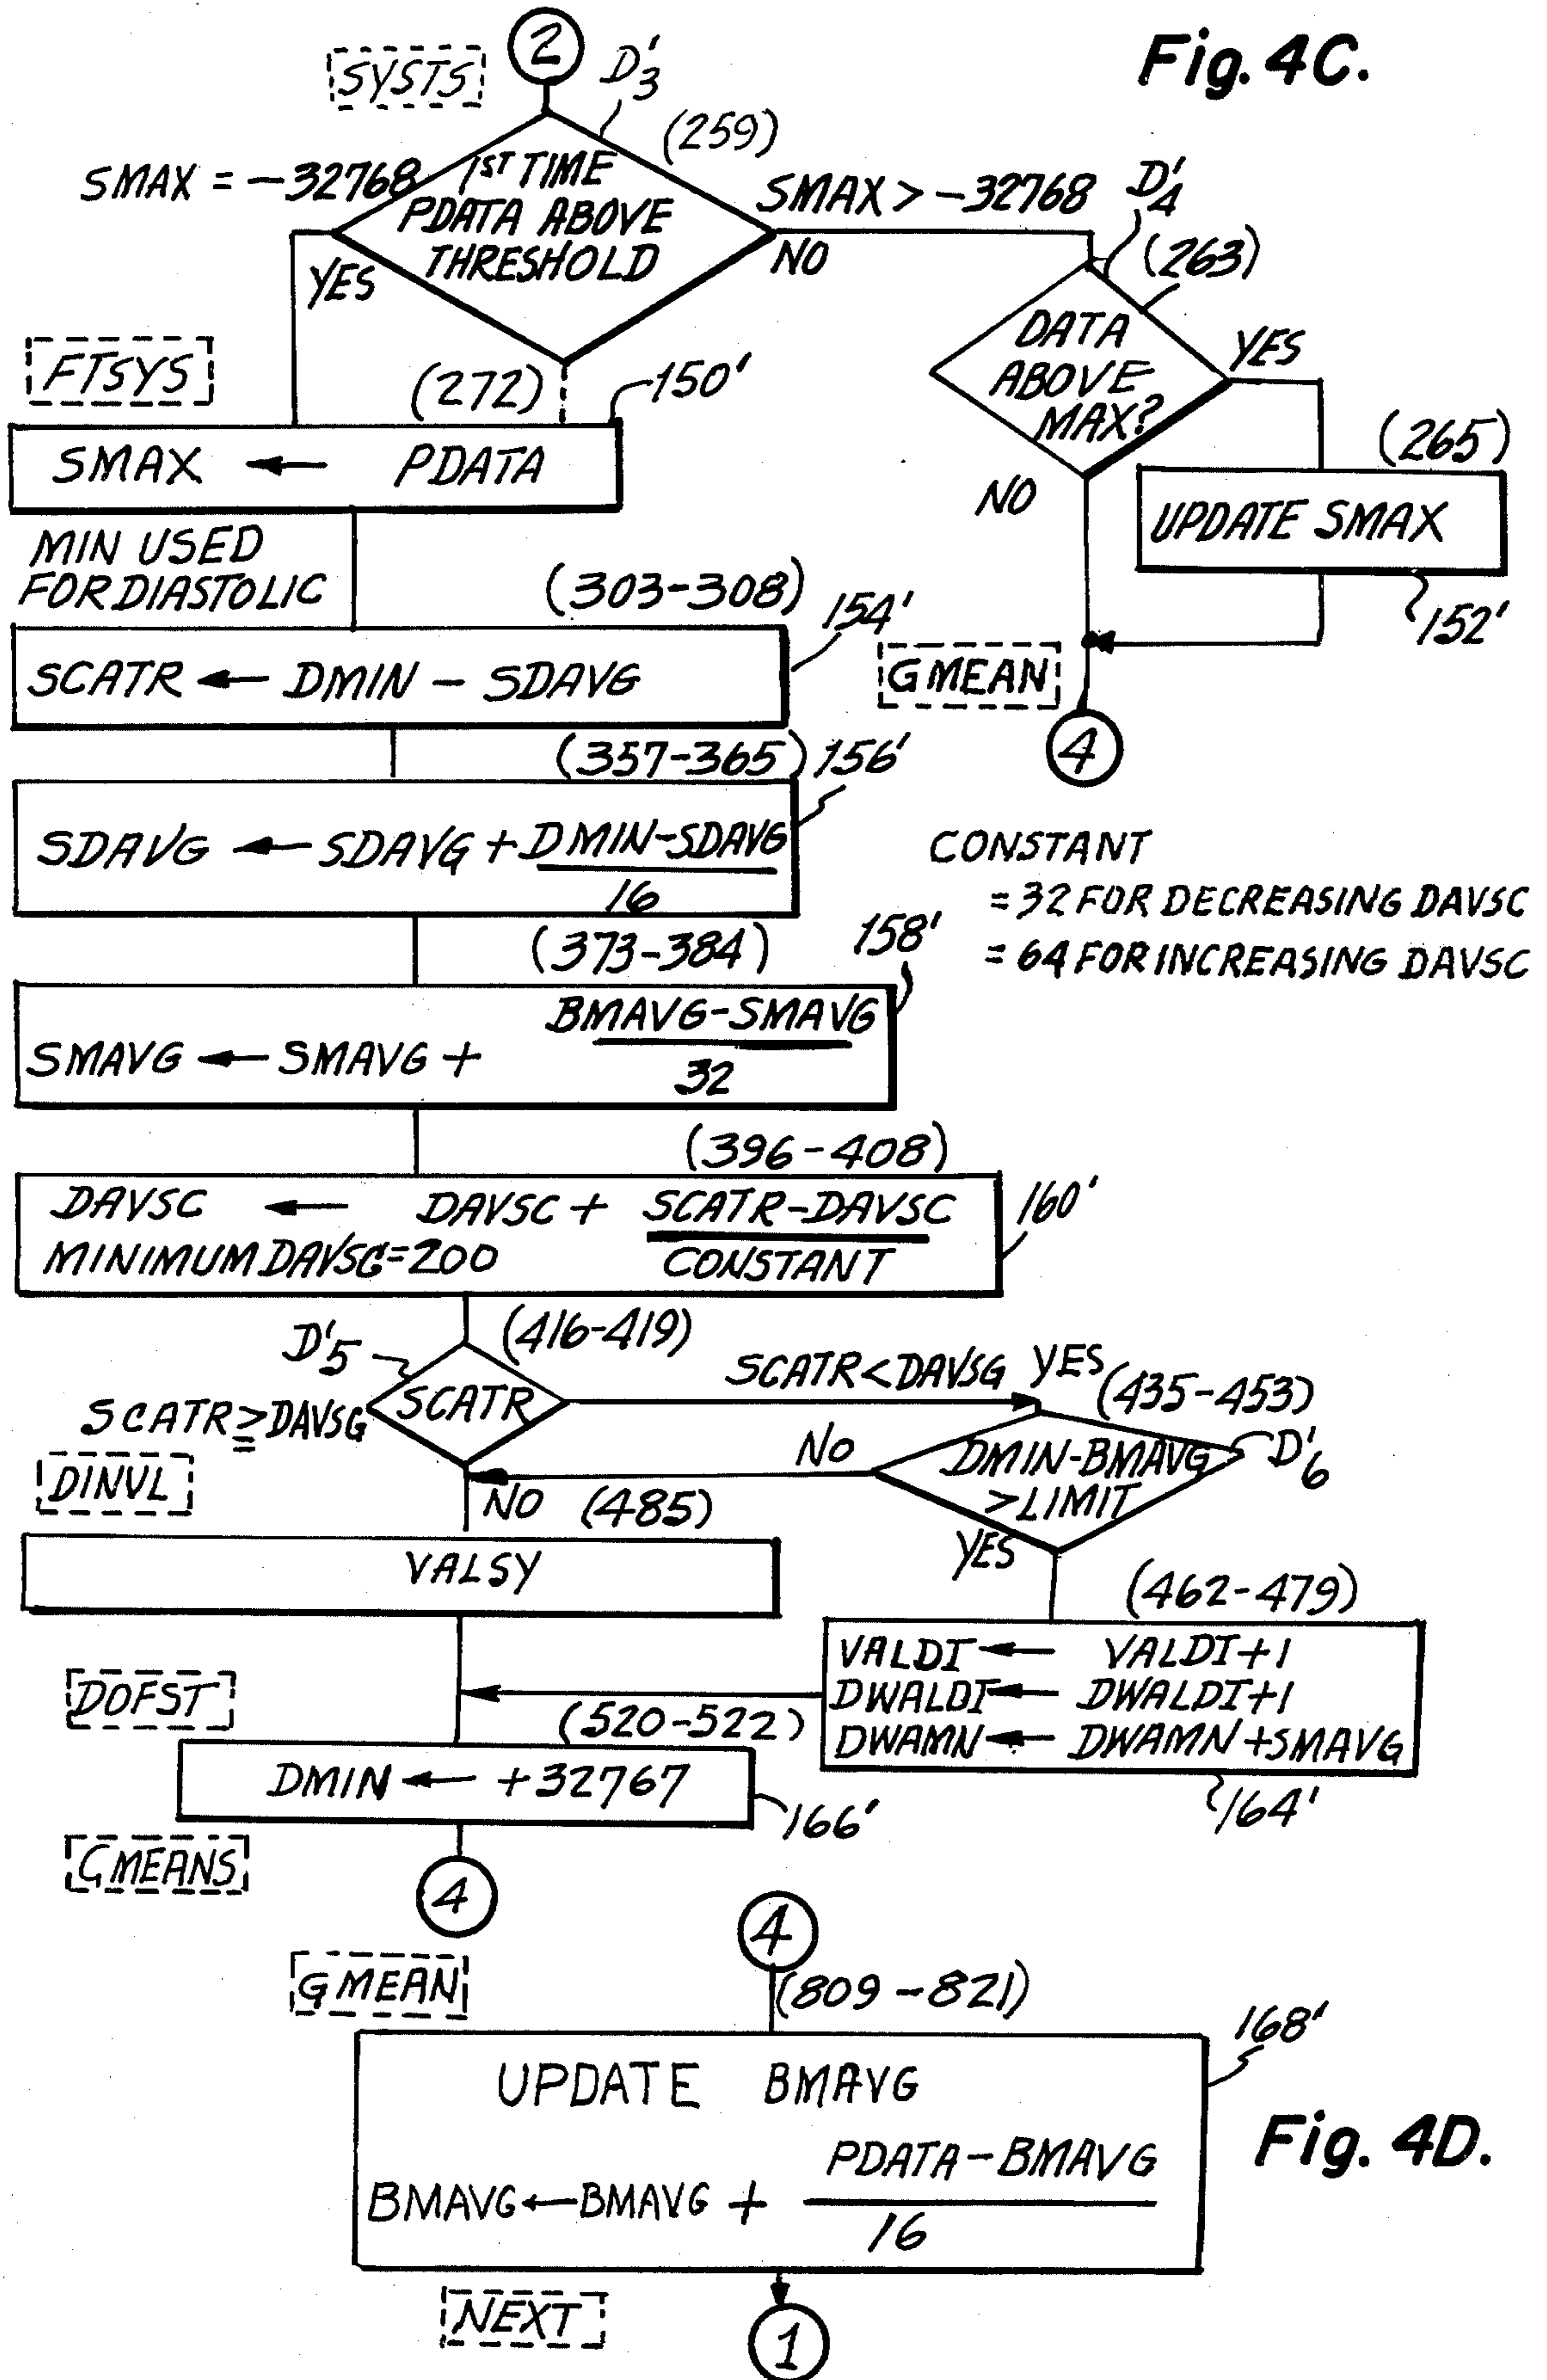 Fig. 4C.
2
SYSTS
D'3
(259)
SMAX = -32768
1ST TIME
PDATA ABOVE
THRESHOLD
SMAX > -32768
D'4
YES
NO
(263)
DATA
ABOVE
MAX?
YES
NO
FTSYS
(272)
150'
SMAX ← PDATA
(265)
UPDATE SMAX
152'
MIN USED
FOR DIASTOLIC
(303-308)
154'
SCATR ← DMIN - SDAVG
GMEAN
4
(357-365)
156'
SDAVG ← SDAVG + DMIN-SDAVG
16
CONSTANT
= 32 FOR DECREASING DAVSC
= 64 FOR INCREASING DAVSC
(373-384)
158'
BMAVG-SMAVG
SMAVG ← SMAVG +
32
(396-408)
160'
DAVSC ← DAVSC + SCATR-DAVSC
MINIMUM DAVSG=200 CONSTANT
D'5
(416-419)
SCATR
SCATR<DAVSG
YES
(435-453)
SCATR≥DAVSG
NO
DMIN-BMAVG
>LIMIT
D'6
DINVL
NO
(485)
YES
VALSY
(462-479)
VALDI ← VALDI+1
DWALDI ← DWALDI+1
DWAMN ← DWAMN+SMAVG
164'
DOFST
(520-522)
DMIN ← +32767
166'
GMEANS
4
4
GMEAN
(809-821)
168'
UPDATE BMAVG
PDATA-BMAVG
BMAVG←BMAVG +
16
Fig. 4D.
NEXT
1